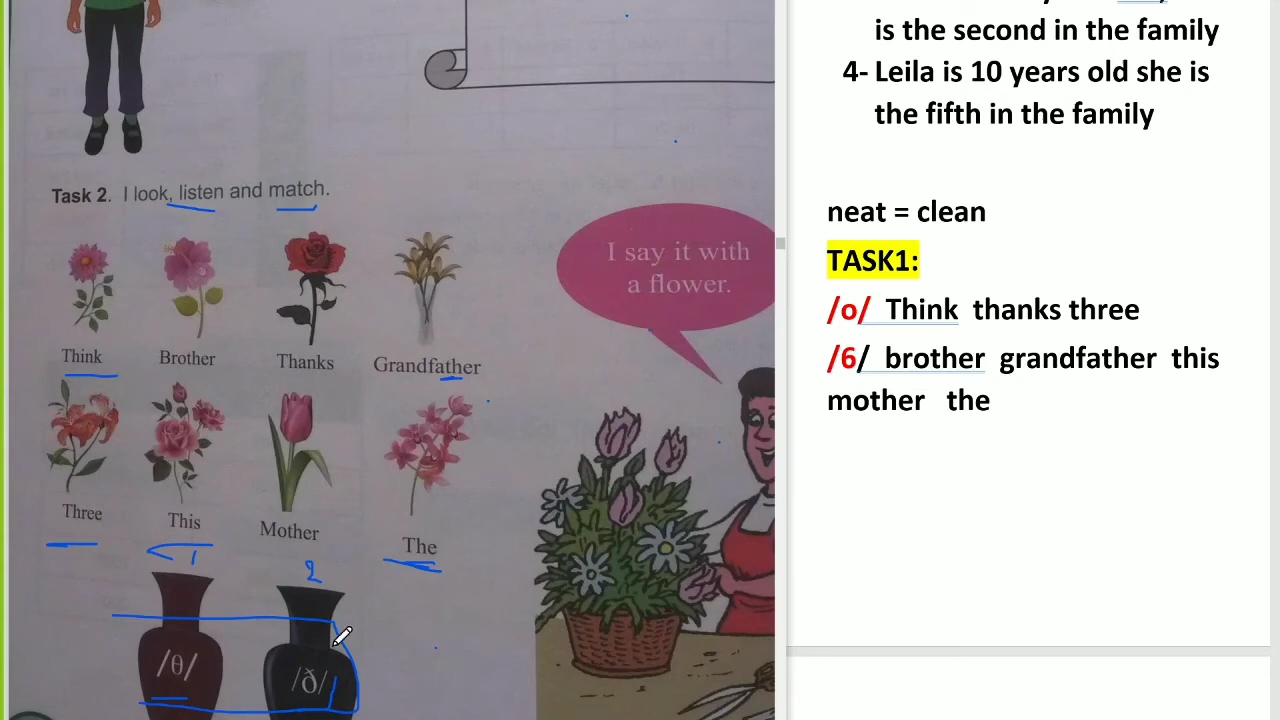 Task 2. I look, listen and match.
I say it with
a flower.
Think Brother Thanks Grandfather
Three This Mother The
1 2
/θ/ /ð/
is the second in the family
4- Leila is 10 years old she is
the fifth in the family
neat = clean
TASK1:
/o/ Think thanks three
/6/ brother grandfather this
mother the